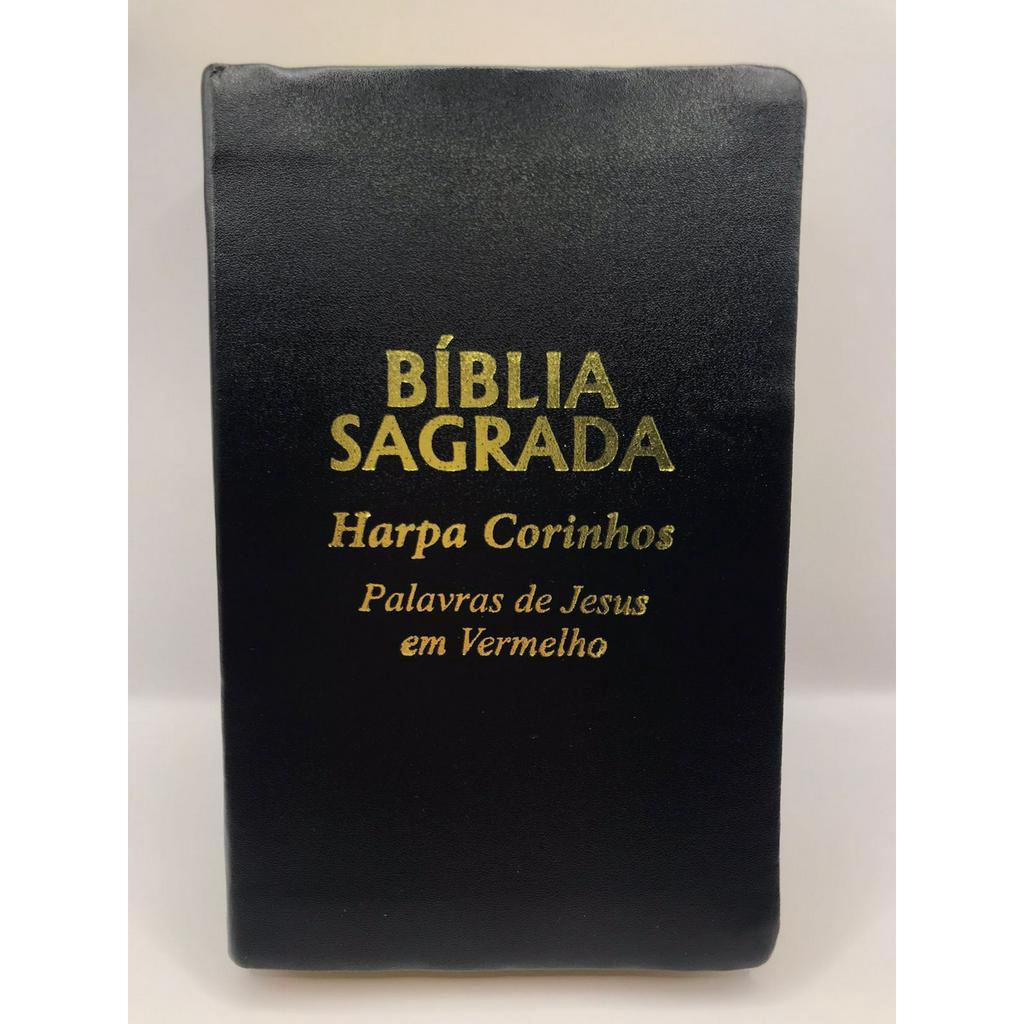 BÍBLIA
SAGRADA
Harpa Corinhos
Palavras de Jesus
em Vermelho